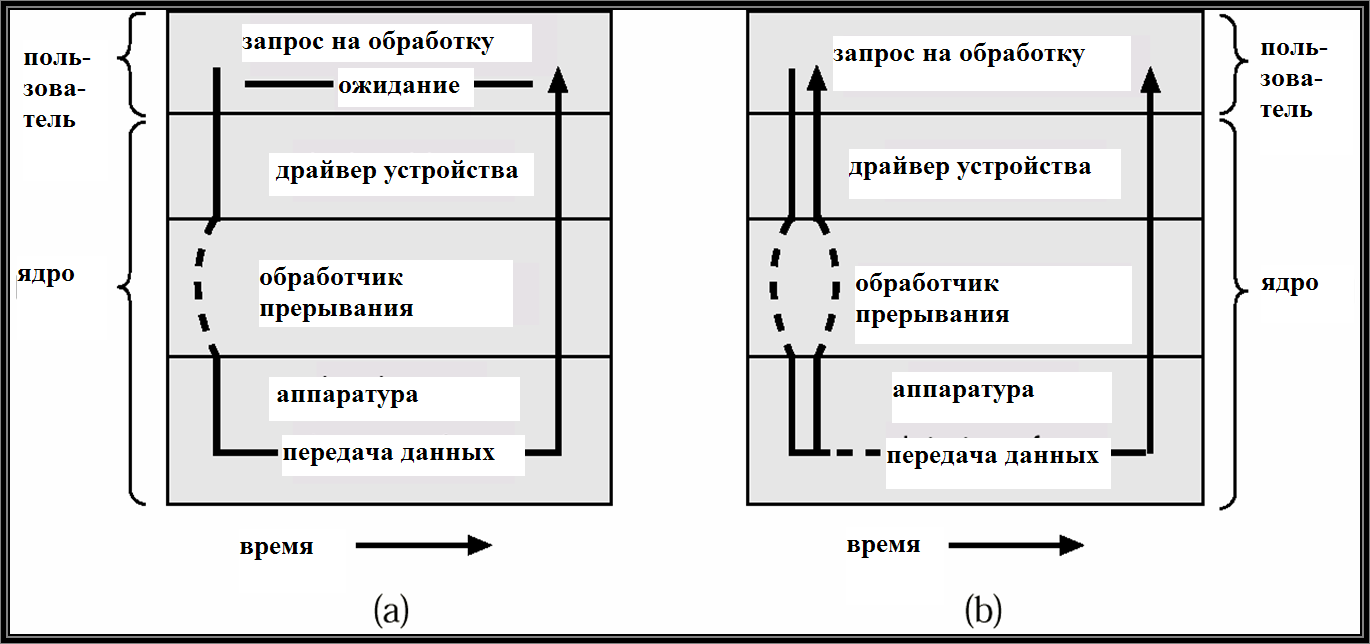 поль-
зова-
тель
запрос на обработку
ожидание
драйвер устройства
ядро
обработчик
прерывания
аппаратура
передача данных
время
(a)
запрос на обработку
поль-
зова-
тель
драйвер устройства
обработчик
прерывания
ядро
аппаратура
передача данных
время
(b)